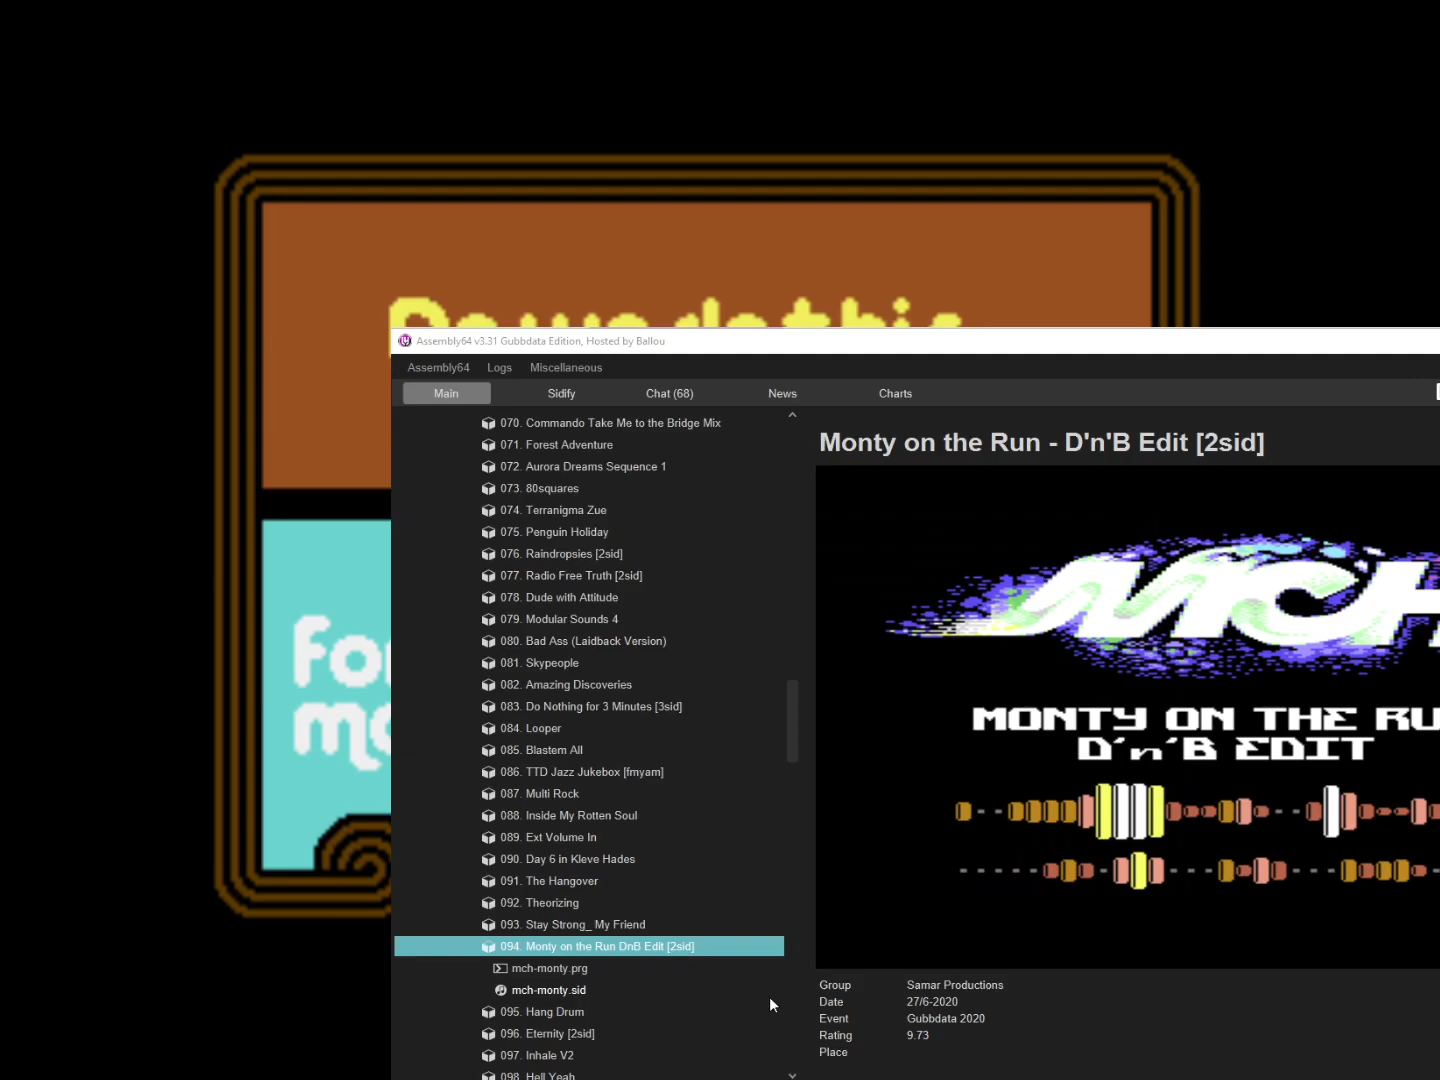 Assembly64 v3.31 Gubbdata Edition, Hosted by Ballou
Assembly64 Logs Miscellaneous
Main Sidify Chat (68) News Charts
070. Commando Take Me to the Bridge Mix
071. Forest Adventure
072. Aurora Dreams Sequence 1
073. 80squares
074. Terranigma Zue
075. Penguin Holiday
076. Raindropsies [2sid]
077. Radio Free Truth [2sid]
078. Dude with Attitude
079. Modular Sounds 4
080. Bad Ass (Laidback Version)
081. Skypeople
082. Amazing Discoveries
083. Do Nothing for 3 Minutes [3sid]
084. Looper
085. Blastem All
086. TTD Jazz Jukebox [fmyam]
087. Multi Rock
088. Inside My Rotten Soul
089. Ext Volume In
090. Day 6 in Kleve Hades
091. The Hangover
092. Theorizing
093. Stay Strong_ My Friend
094. Monty on the Run DnB Edit [2sid]
mch-monty.prg
mch-monty.sid
095. Hang Drum
096. Eternity [2sid]
097. Inhale V2
098. Hell Yeah
Monty on the Run - D'n'B Edit [2sid]
MCH
MONTY ON THE RU
D'n'B EDIT
Group Samar Productions
Date 27/6-2020
Event Gubbdata 2020
Rating 9.73
Place